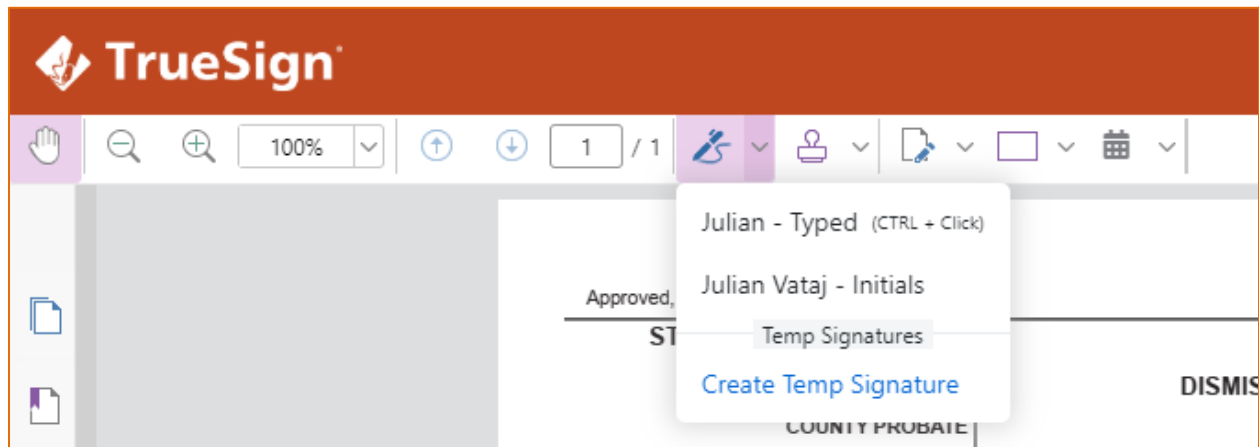 TrueSign®
100%
1 / 1
Julian - Typed (CTRL + Click)
Julian Vataj - Initials
Temp Signatures
Create Temp Signature
Approved,
DISMIS
COUNTY PROBATE